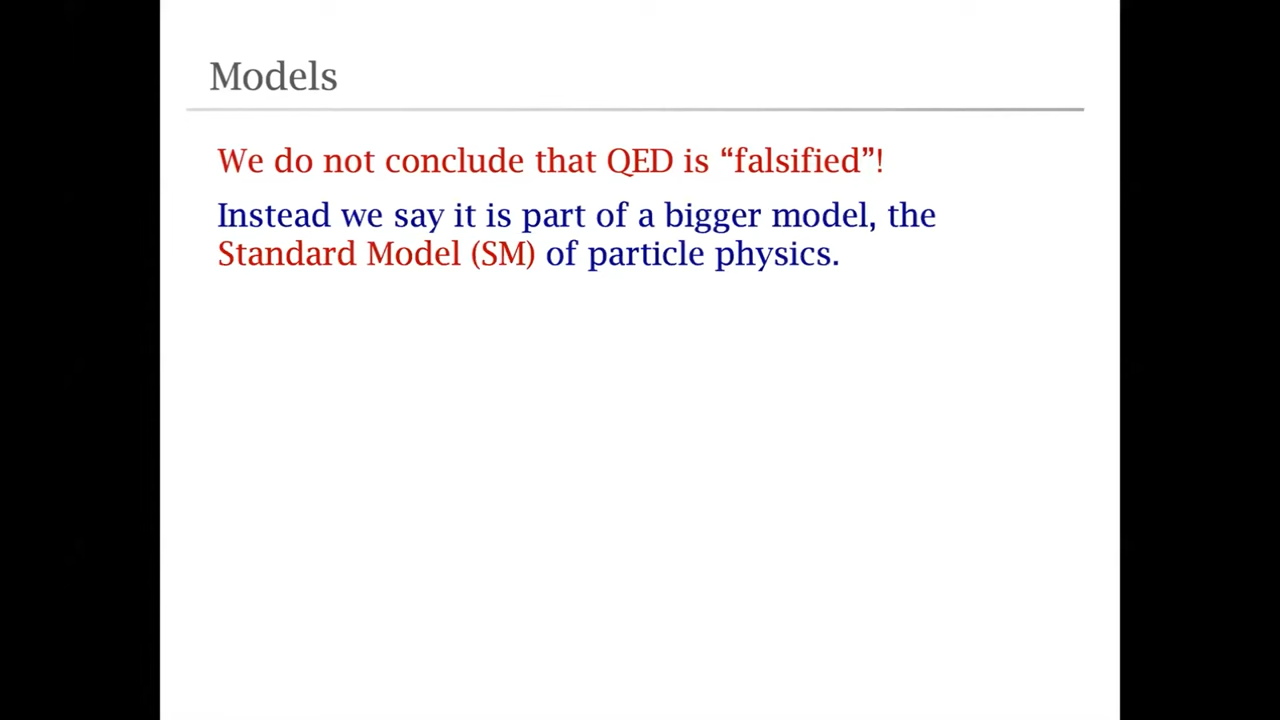 Models
We do not conclude that QED is “falsified”!
Instead we say it is part of a bigger model, the
Standard Model (SM) of particle physics.